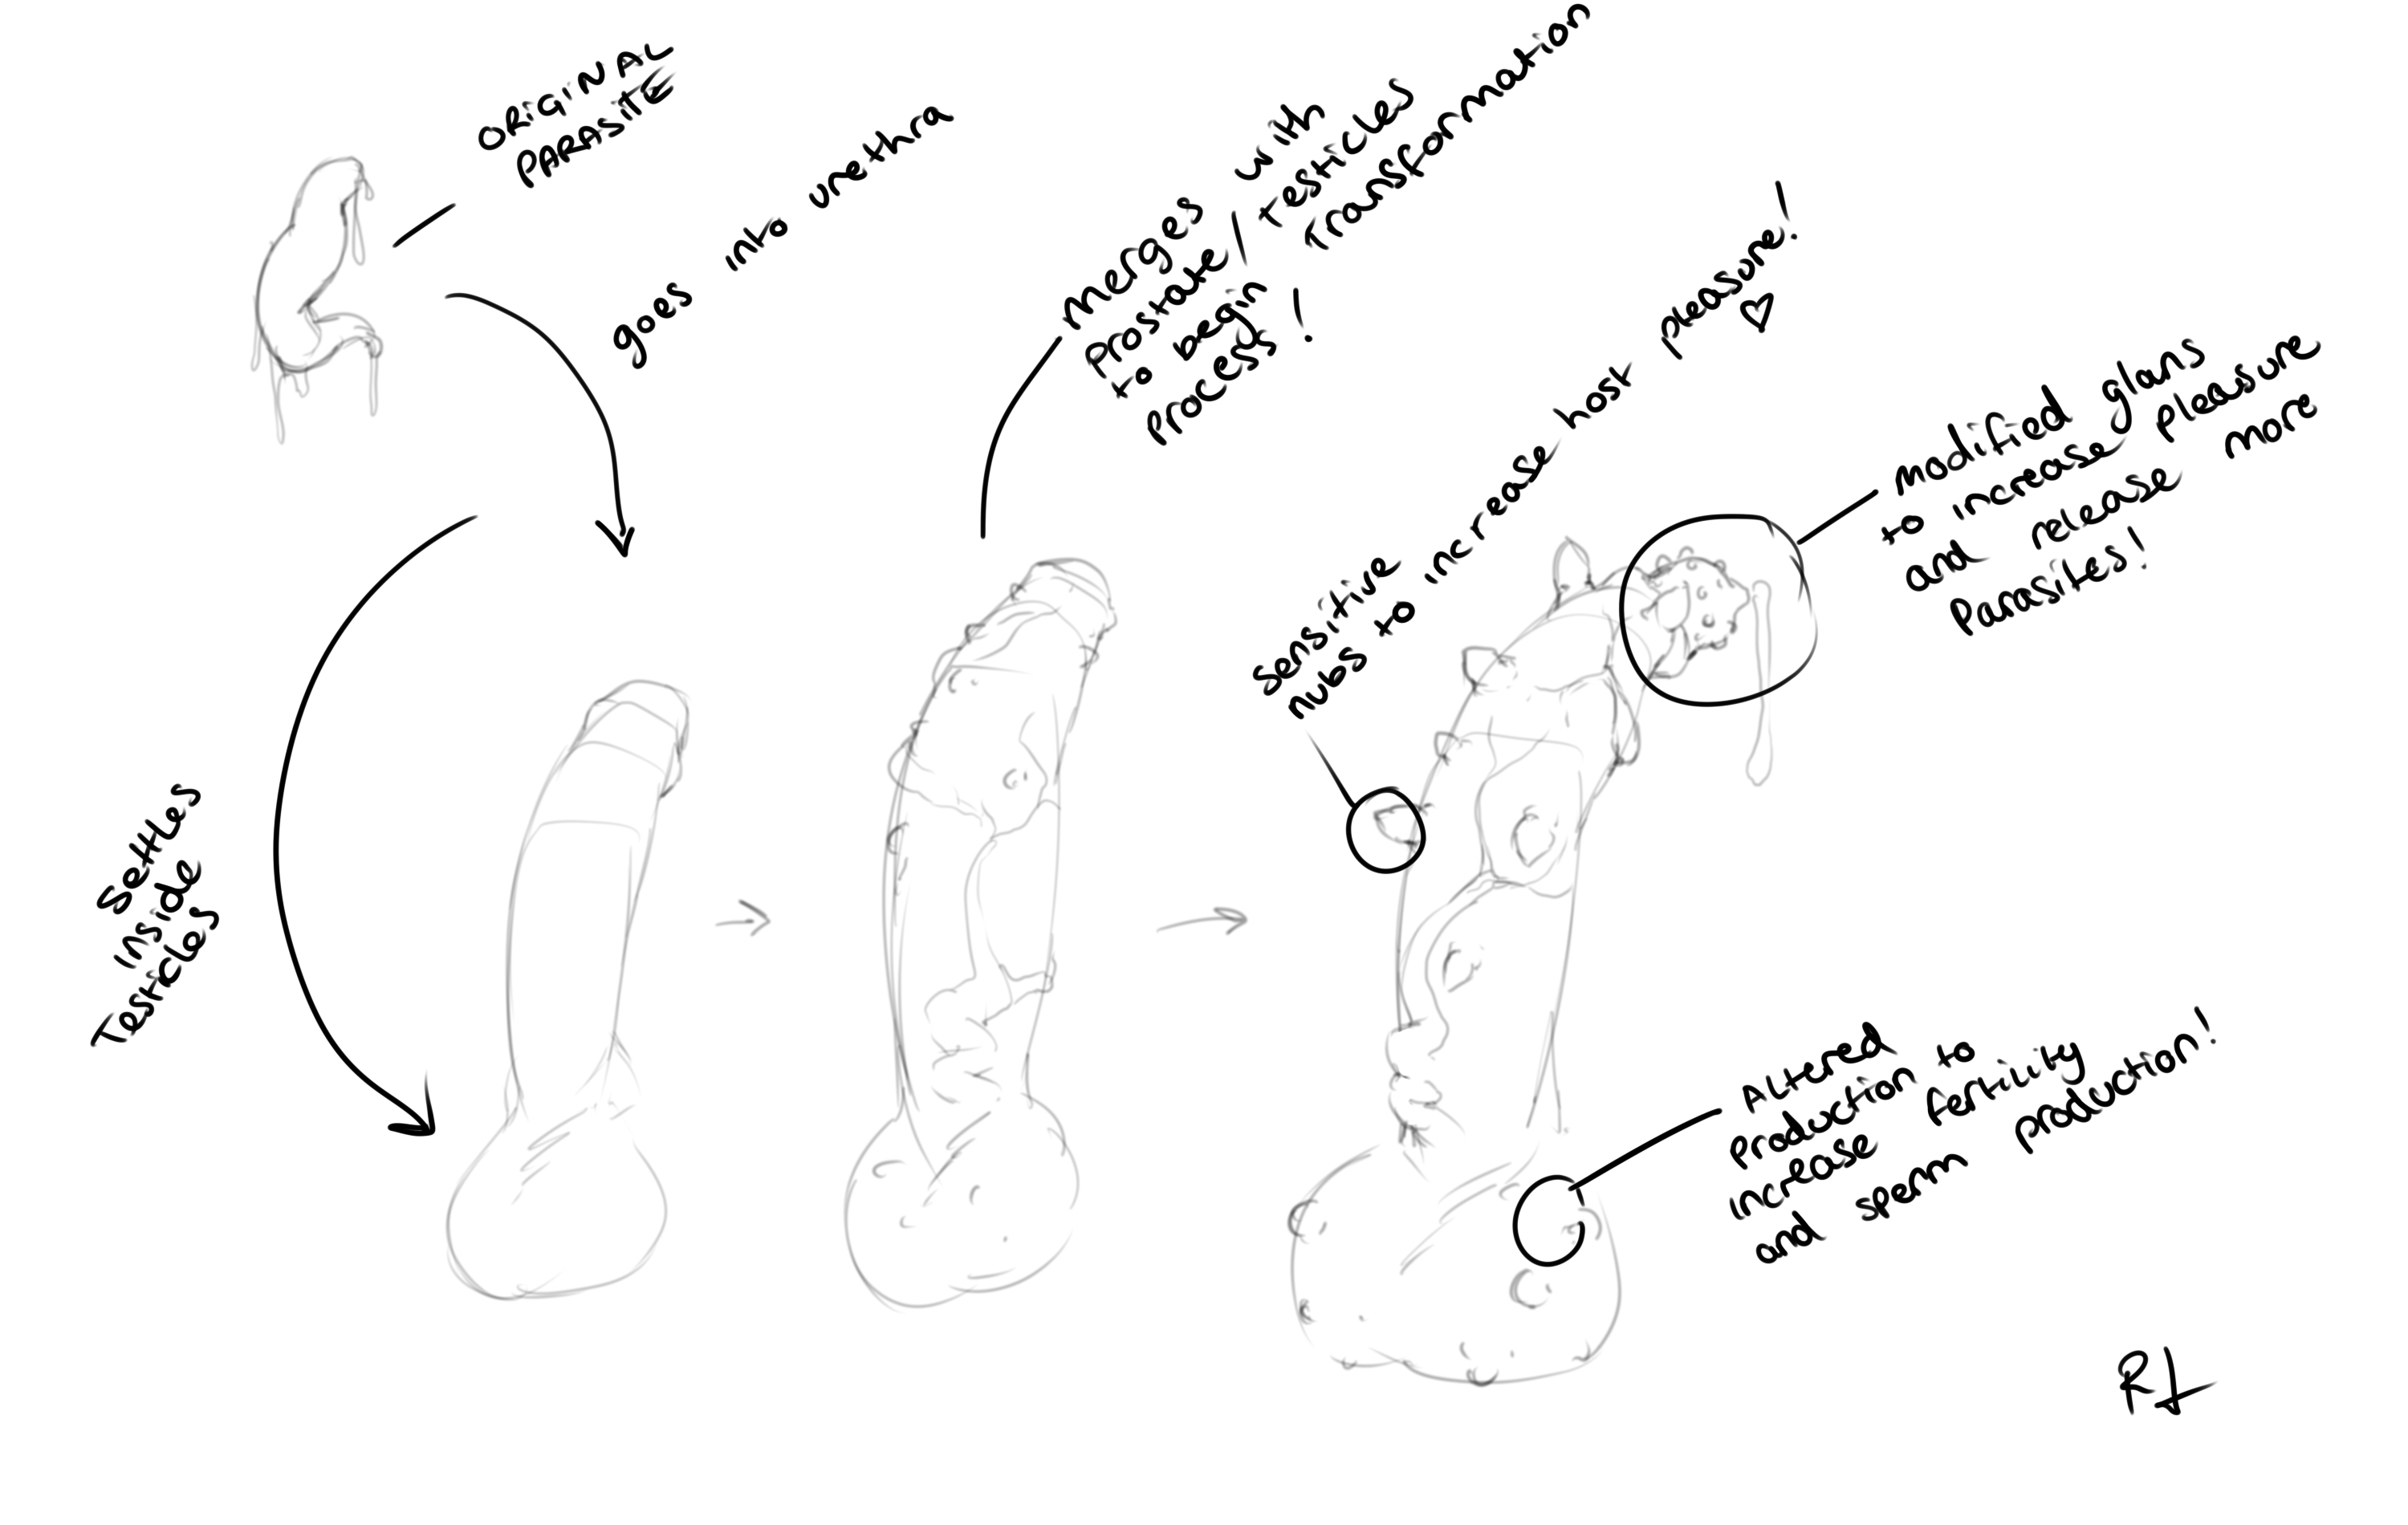 ORiGiNAL
PARASITE
goes into urethra
Merges with
Prostate / testicles
to begin Transformation
process!
Settles
inside
Testicles
Sensitive
nubs to increase host pleasure! ♡
modified glans
to increase pleasure
and release more
Parasites!
Altered
production to
increase fertility
and sperm production!